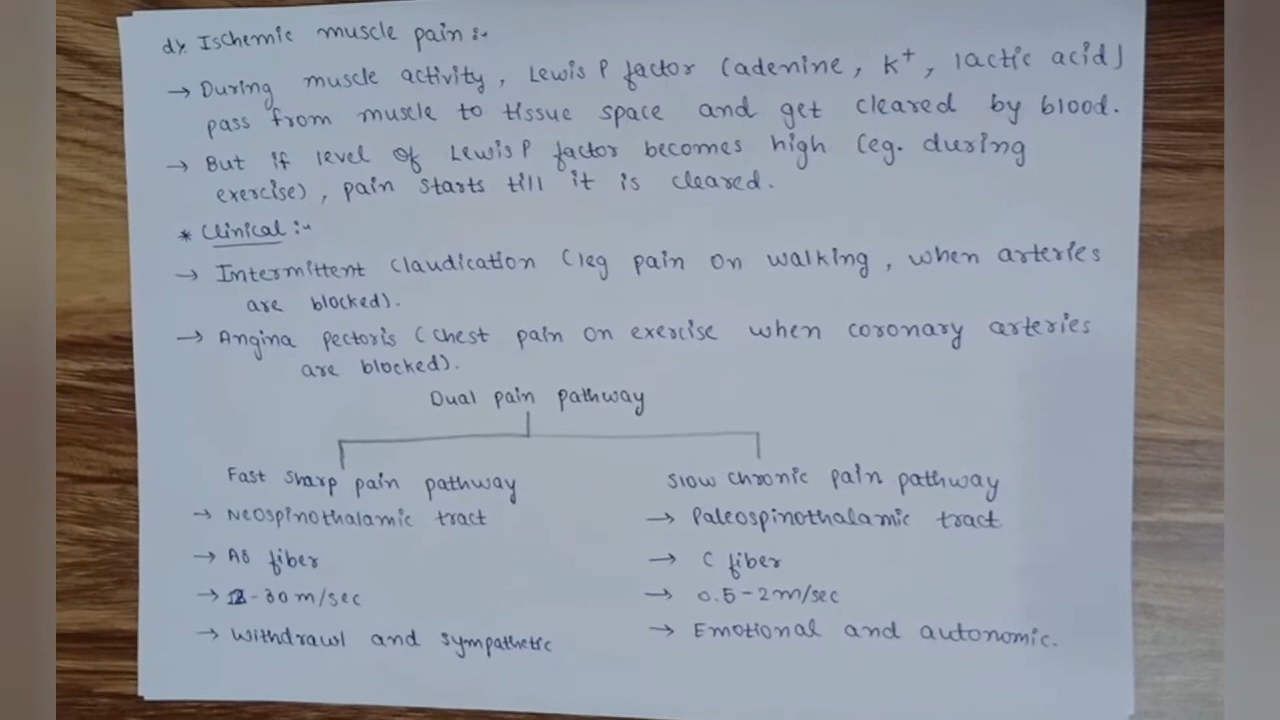 d). Ischemic muscle pain :-
→ During muscle activity, Lewis P factor (adenine, K⁺, lactic acid)
pass from muscle to tissue space and get cleared by blood.
→ But if level of Lewis P factor becomes high (eg. during
exercise), pain starts till it is cleared.
* Clinical :-
→ Intermittent claudication (leg pain on walking, when arteries
are blocked).
→ Angina pectoris (chest pain on exercise when coronary arteries
are blocked).
Dual pain pathway
Fast sharp pain pathway
→ Neospinothalamic tract
→ Aδ fiber
→ 2-30 m/sec
→ Withdrawl and sympathetic
Slow chronic pain pathway
→ Paleospinothalamic tract
→ C fiber
→ 0.5-2m/sec
→ Emotional and autonomic.